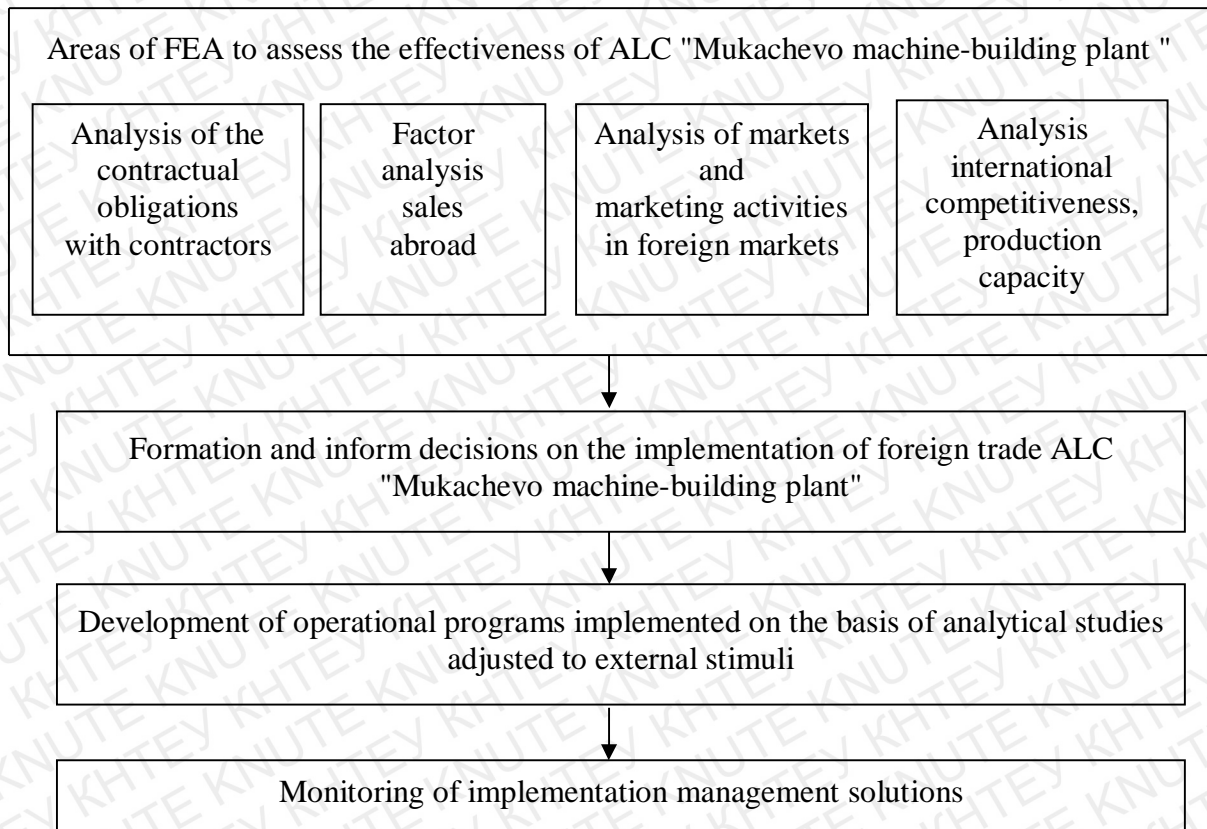 Areas of FEA to assess the effectiveness of ALC "Mukachevo machine-building plant "
Analysis of the
contractual
obligations
with contractors
Factor
analysis
sales
abroad
Analysis of markets
and
marketing activities
in foreign markets
Analysis
international
competitiveness,
production
capacity
Formation and inform decisions on the implementation of foreign trade ALC
"Mukachevo machine-building plant"
Development of operational programs implemented on the basis of analytical studies
adjusted to external stimuli
Monitoring of implementation management solutions